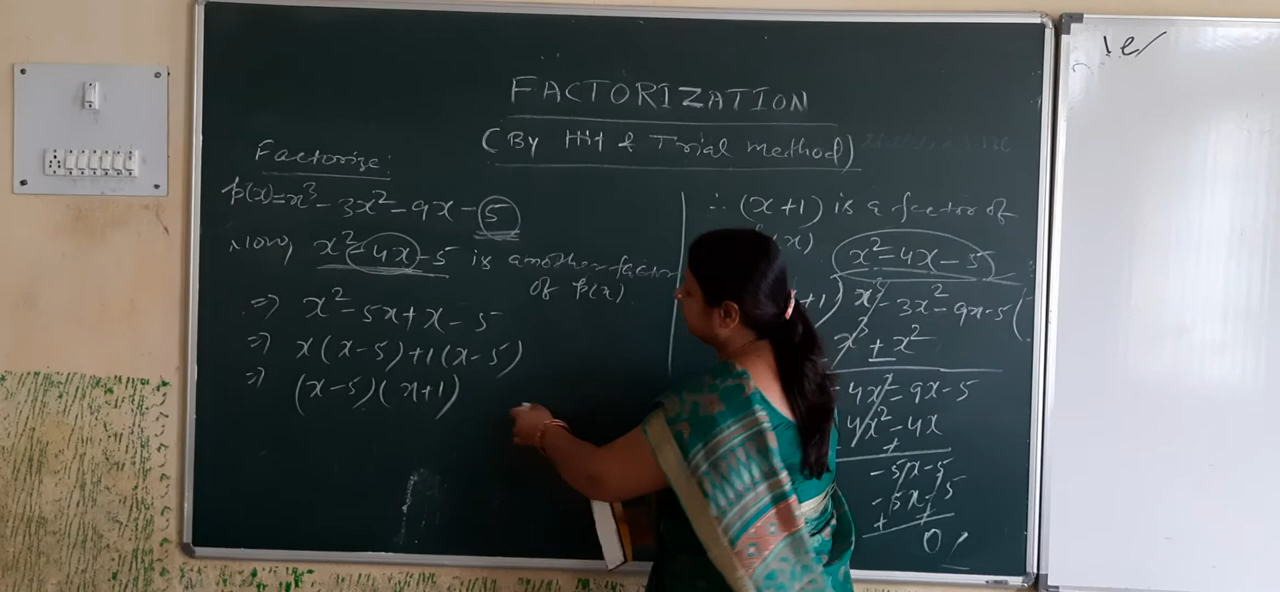 FACTORIZATION
(By Hit & Trial Method)
Factorize:
p(x)=x³-3x²-9x-5
Now, x²-4x-5 is another factor
of p(x)
⇒ x²-5x+x-5
⇒ x(x-5)+1(x-5)
⇒ (x-5)(x+1)
∴ (x+1) is a factor of
(x).
x²-4x-5
+1) x³-3x²-9x-5(
x³+x²
-
4x²-9x-5
4x²-4x
+
-5x-5
-5x-5
+ +
0